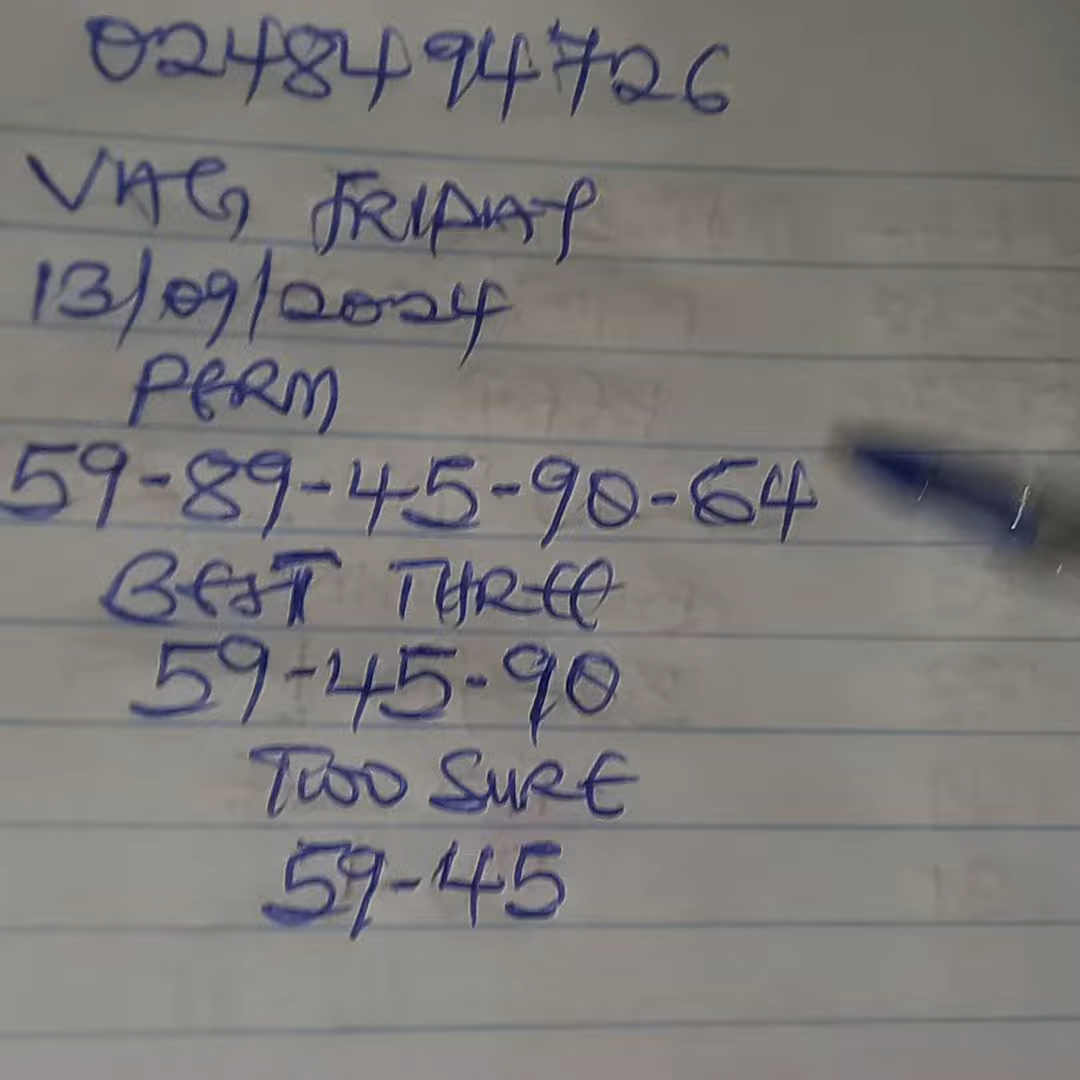 0248494726
VAG FRIDAY
13/09/2024
PERM
59-89-45-90-64
BEST THREE
59-45-90
TWO SURE
59-45